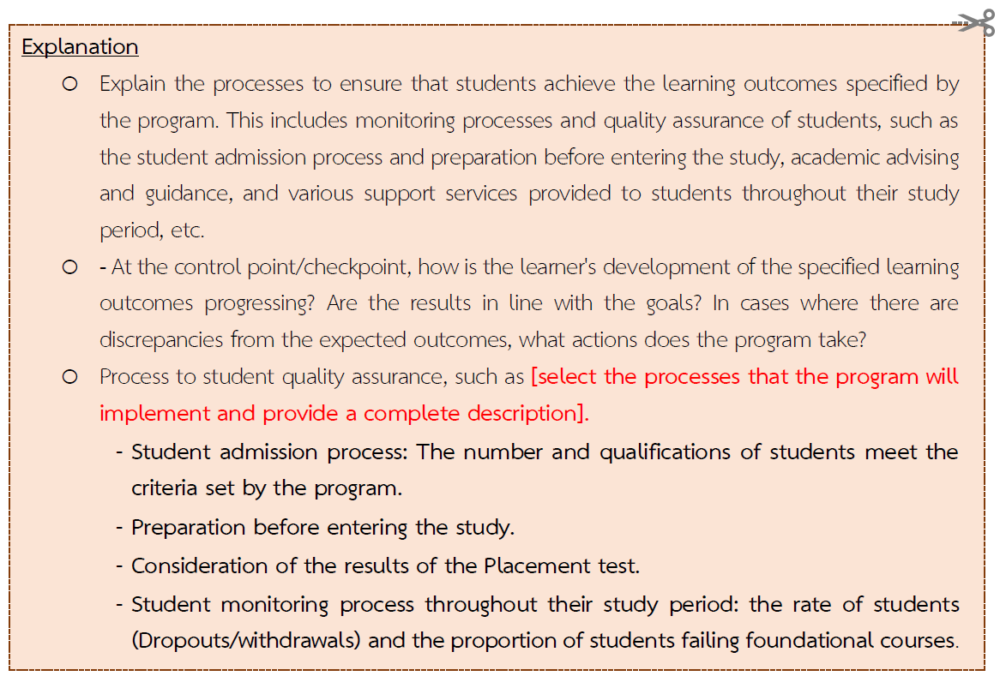 Explanation
○ Explain the processes to ensure that students achieve the learning outcomes specified by
the program. This includes monitoring processes and quality assurance of students, such as
the student admission process and preparation before entering the study, academic advising
and guidance, and various support services provided to students throughout their study
period, etc.
○ - At the control point/checkpoint, how is the learner's development of the specified learning
outcomes progressing? Are the results in line with the goals? In cases where there are
discrepancies from the expected outcomes, what actions does the program take?
○ Process to student quality assurance, such as [select the processes that the program will
implement and provide a complete description].
- Student admission process: The number and qualifications of students meet the
criteria set by the program.
- Preparation before entering the study.
- Consideration of the results of the Placement test.
- Student monitoring process throughout their study period: the rate of students
(Dropouts/withdrawals) and the proportion of students failing foundational courses.